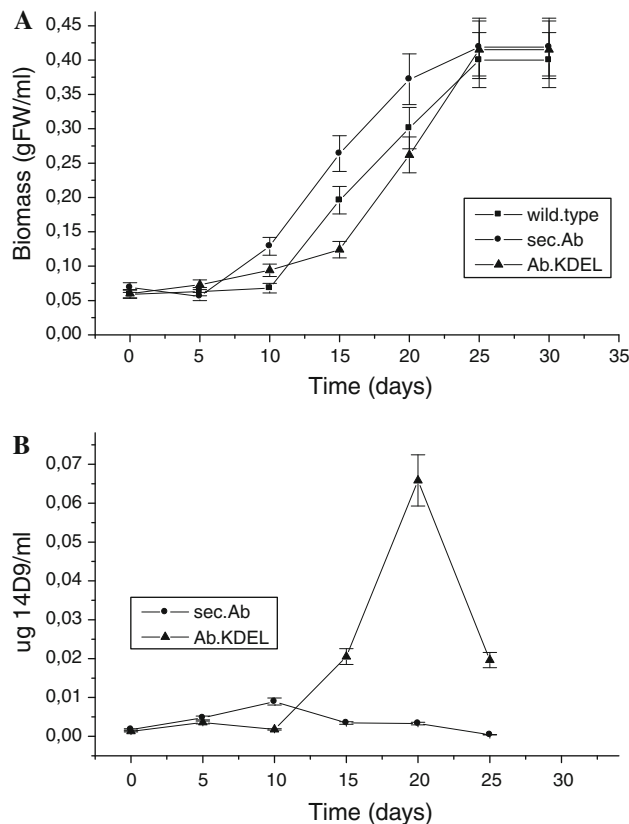 A
Biomass (gFW/ml)
0,45
0,40
0,35
0,30
0,25
0,20
0,15
0,10
0,05
0,00
wild.type
sec.Ab
Ab.KDEL
0 5 10 15 20 25 30 35
Time (days)
B
ug 14D9/ml
0,07
0,06
0,05
0,04
0,03
0,02
0,01
0,00
sec.Ab
Ab.KDEL
0 5 10 15 20 25 30
Time (days)